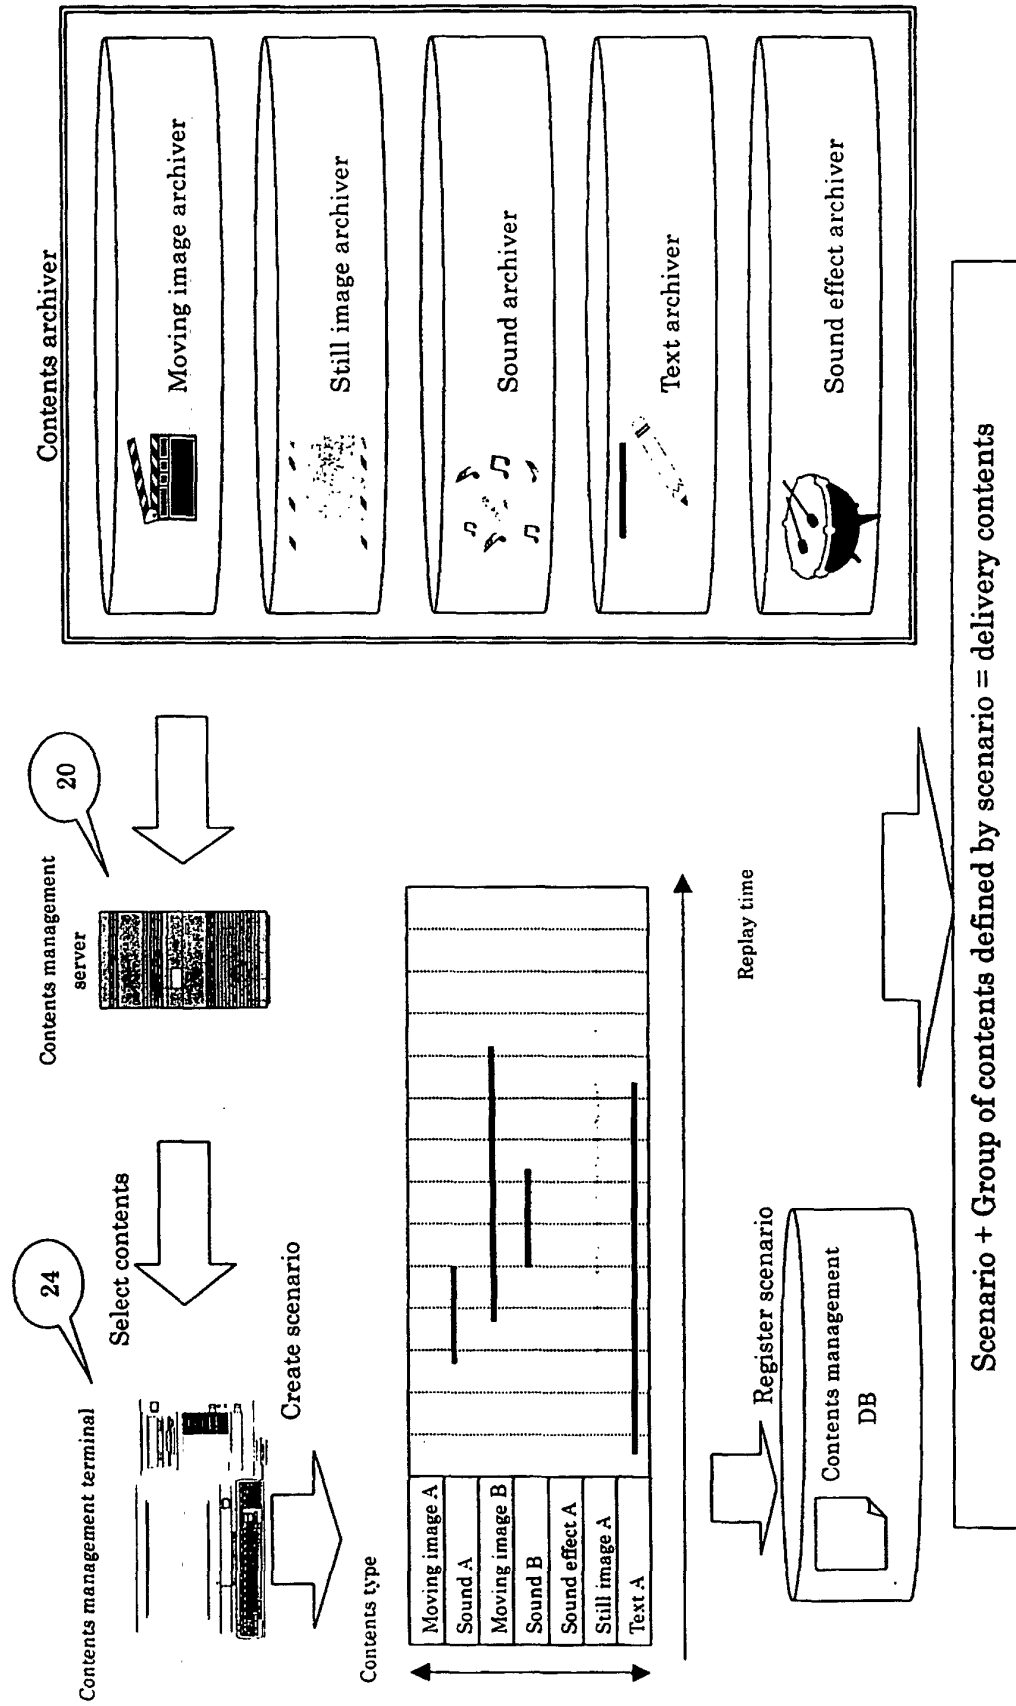 Contents management terminal
24
Select contents
Contents management
server
20
Contents archiver
Moving image archiver
Still image archiver
Sound archiver
Text archiver
Sound effect archiver
Create scenario
Contents type
Moving image A
Sound A
Moving image B
Sound B
Sound effect A
Still image A
Text A
Replay time
Register scenario
Contents management
DB
Scenario + Group of contents defined by scenario = delivery contents